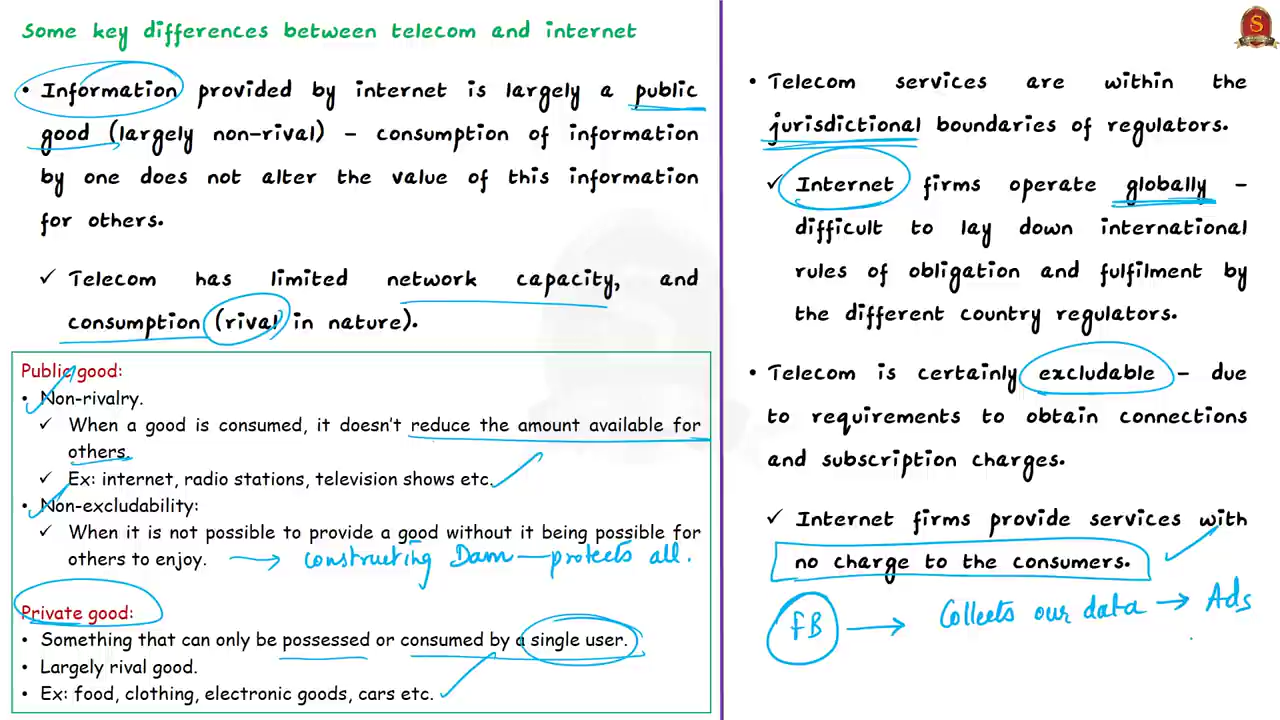 Some key differences between telecom and internet
• Information provided by internet is largely a public
good (largely non-rival) – consumption of information
by one does not alter the value of this information
for others.
✓ Telecom has limited network capacity, and
consumption (rival in nature).
Public good:
• Non-rivalry.
✓ When a good is consumed, it doesn't reduce the amount available for
others.
✓ Ex: internet, radio stations, television shows etc.
• Non-excludability:
✓ When it is not possible to provide a good without it being possible for
others to enjoy. → constructing Dam — protects all.
Private good:
• Something that can only be possessed or consumed by a single user.
• Largely rival good.
• Ex: food, clothing, electronic goods, cars etc.
• Telecom services are within the
jurisdictional boundaries of regulators.
✓ Internet firms operate globally –
difficult to lay down international
rules of obligation and fulfilment by
the different country regulators.
• Telecom is certainly excludable – due
to requirements to obtain connections
and subscription charges.
✓ Internet firms provide services with
no charge to the consumers.
FB → Collects our data → Ads
S